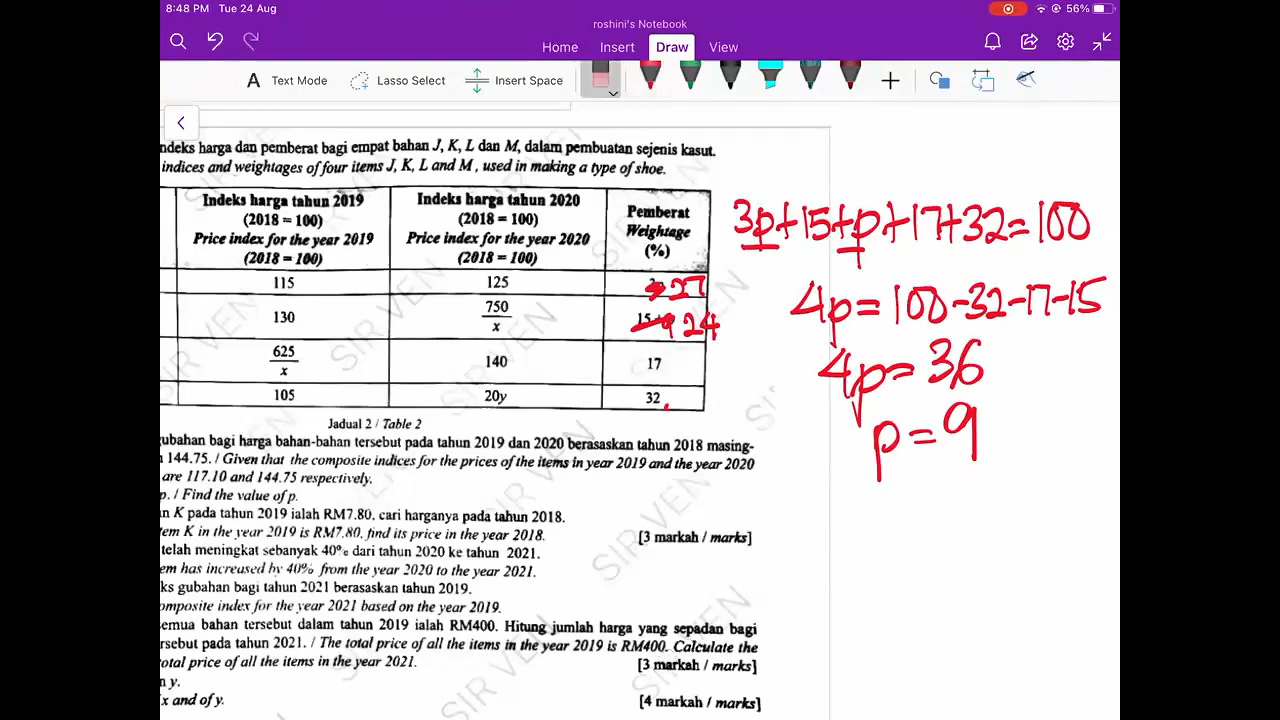 8:48 PM Tue 24 Aug
56%
roshini's Notebook
Home Insert Draw View
A Text Mode Lasso Select Insert Space
ndeks harga dan pemberat bagi empat bahan J, K, L dan M, dalam pembuatan sejenis kasut.
indices and weightages of four items J, K, L and M , used in making a type of shoe.
Indeks harga tahun 2019 (2018 = 100) Price index for the year 2019 (2018 = 100)
Indeks harga tahun 2020 (2018 = 100) Price index for the year 2020 (2018 = 100)
Pemberat Weightage (%)
115 125 27
130 750/x 15 24
625/x 140 17
105 20y 32
Jadual 2 / Table 2
gubahan bagi harga bahan-bahan tersebut pada tahun 2019 dan 2020 berasaskan tahun 2018 masing-
144.75. / Given that the composite indices for the prices of the items in year 2019 and the year 2020
are 117.10 and 144.75 respectively.
p. / Find the value of p.
n K pada tahun 2019 ialah RM7.80, cari harganya pada tahun 2018.
tem K in the year 2019 is RM7.80, find its price in the year 2018. [3 markah / marks]
telah meningkat sebanyak 40% dari tahun 2020 ke tahun 2021.
em has increased by 40% from the year 2020 to the year 2021.
ks gubahan bagi tahun 2021 berasaskan tahun 2019.
omposite index for the year 2021 based on the year 2019.
emua bahan tersebut dalam tahun 2019 ialah RM400. Hitung jumlah harga yang sepadan bagi
rsebut pada tahun 2021. / The total price of all the items in the year 2019 is RM400. Calculate the
otal price of all the items in the year 2021. [3 markah / marks]
n y.
x and of y. [4 markah / marks]
3p+15+p+17+32=100
4p=100-32-17-15
4p=36
p=9
SIR VEN
SIR VEN
SIR VEN
SIR VEN
SIR VEN
SIR VEN